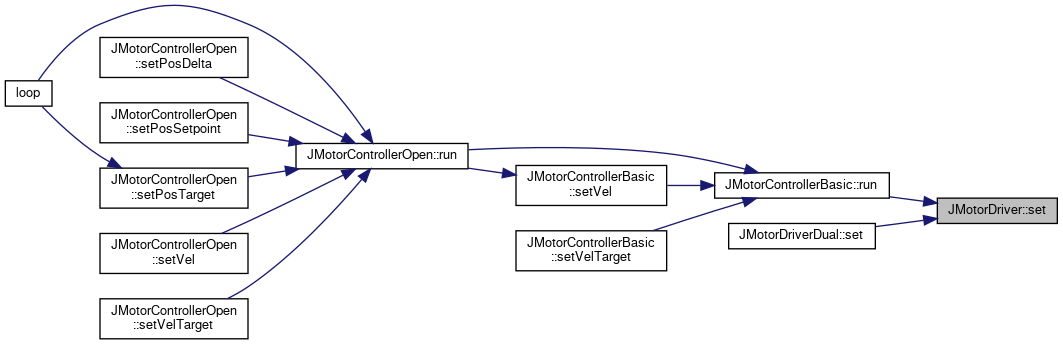 loop
JMotorControllerOpen
::setPosDelta
JMotorControllerOpen
::setPosSetpoint
JMotorControllerOpen
::setPosTarget
JMotorControllerOpen
::setVel
JMotorControllerOpen
::setVelTarget
JMotorControllerOpen::run
JMotorControllerBasic
::setVel
JMotorControllerBasic
::setVelTarget
JMotorControllerBasic::run
JMotorDriverDual::set
JMotorDriver::set